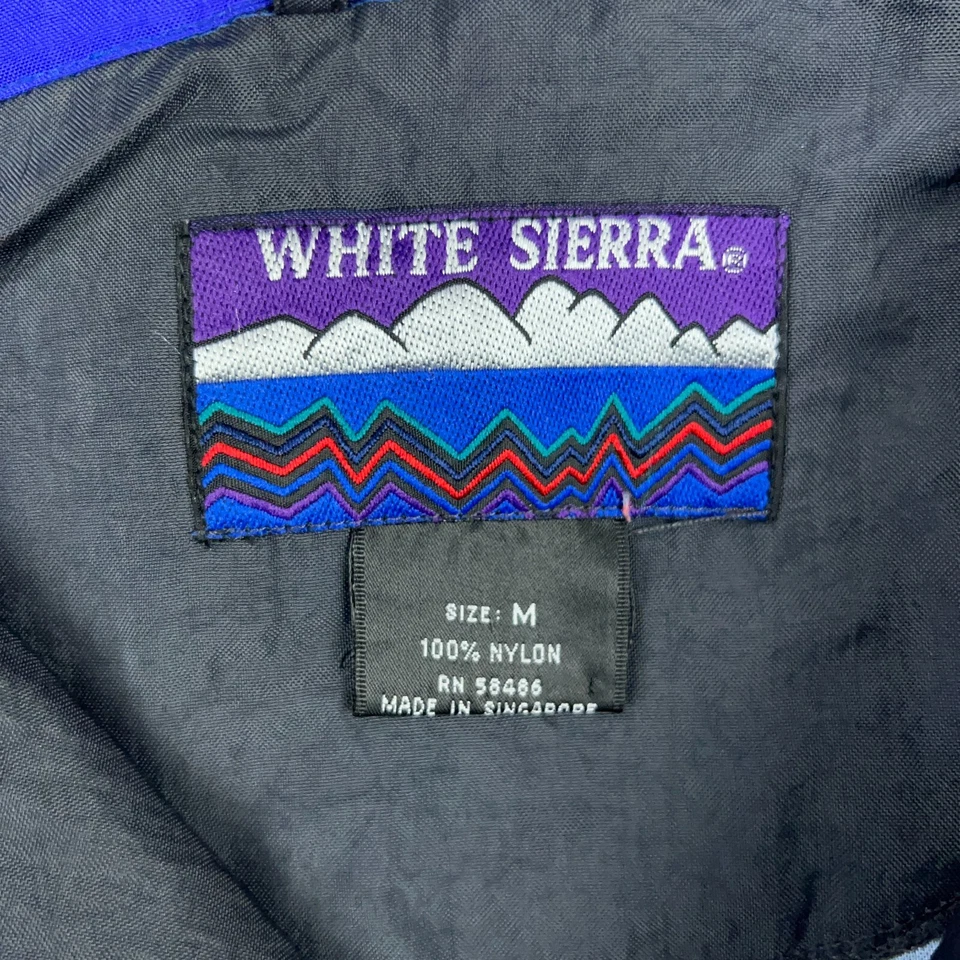 WHITE SIERRA®
SIZE: M
100% NYLON
RN 58486
MADE IN SINGAPORE